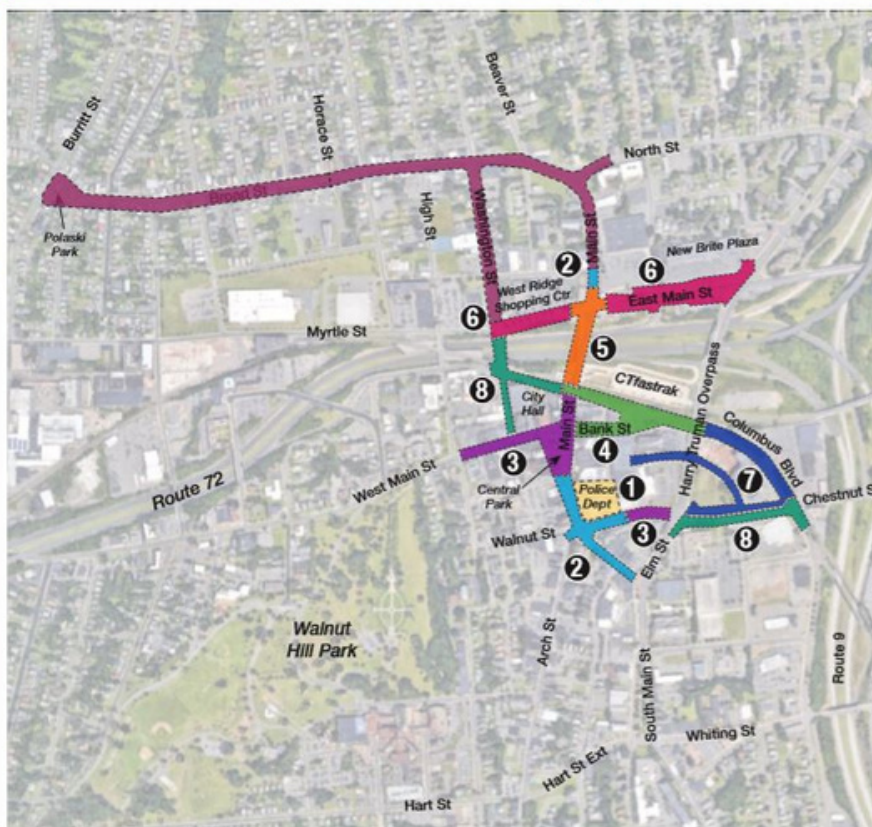 Burritt St
Horace St
Beaver St
North St
Broad St
High St
Washington St
Main St
Polaski
Park
2
6
New Brite Plaza
West Ridge
Shopping Ctr
East Main St
6
Myrtle St
5
CTfastrak
8
City
Hall
Main St
Bank St
Harry Truman Overpass
Columbus
Blvd
West Main St
3
4
7
Route 72
Central
Park
Police
Dept
1
Chestnut S
Walnut St
3
8
2
Elm St
Walnut
Hill Park
Arch St
South Main St
Route 9
Whiting St
Hart St Ext
Hart St